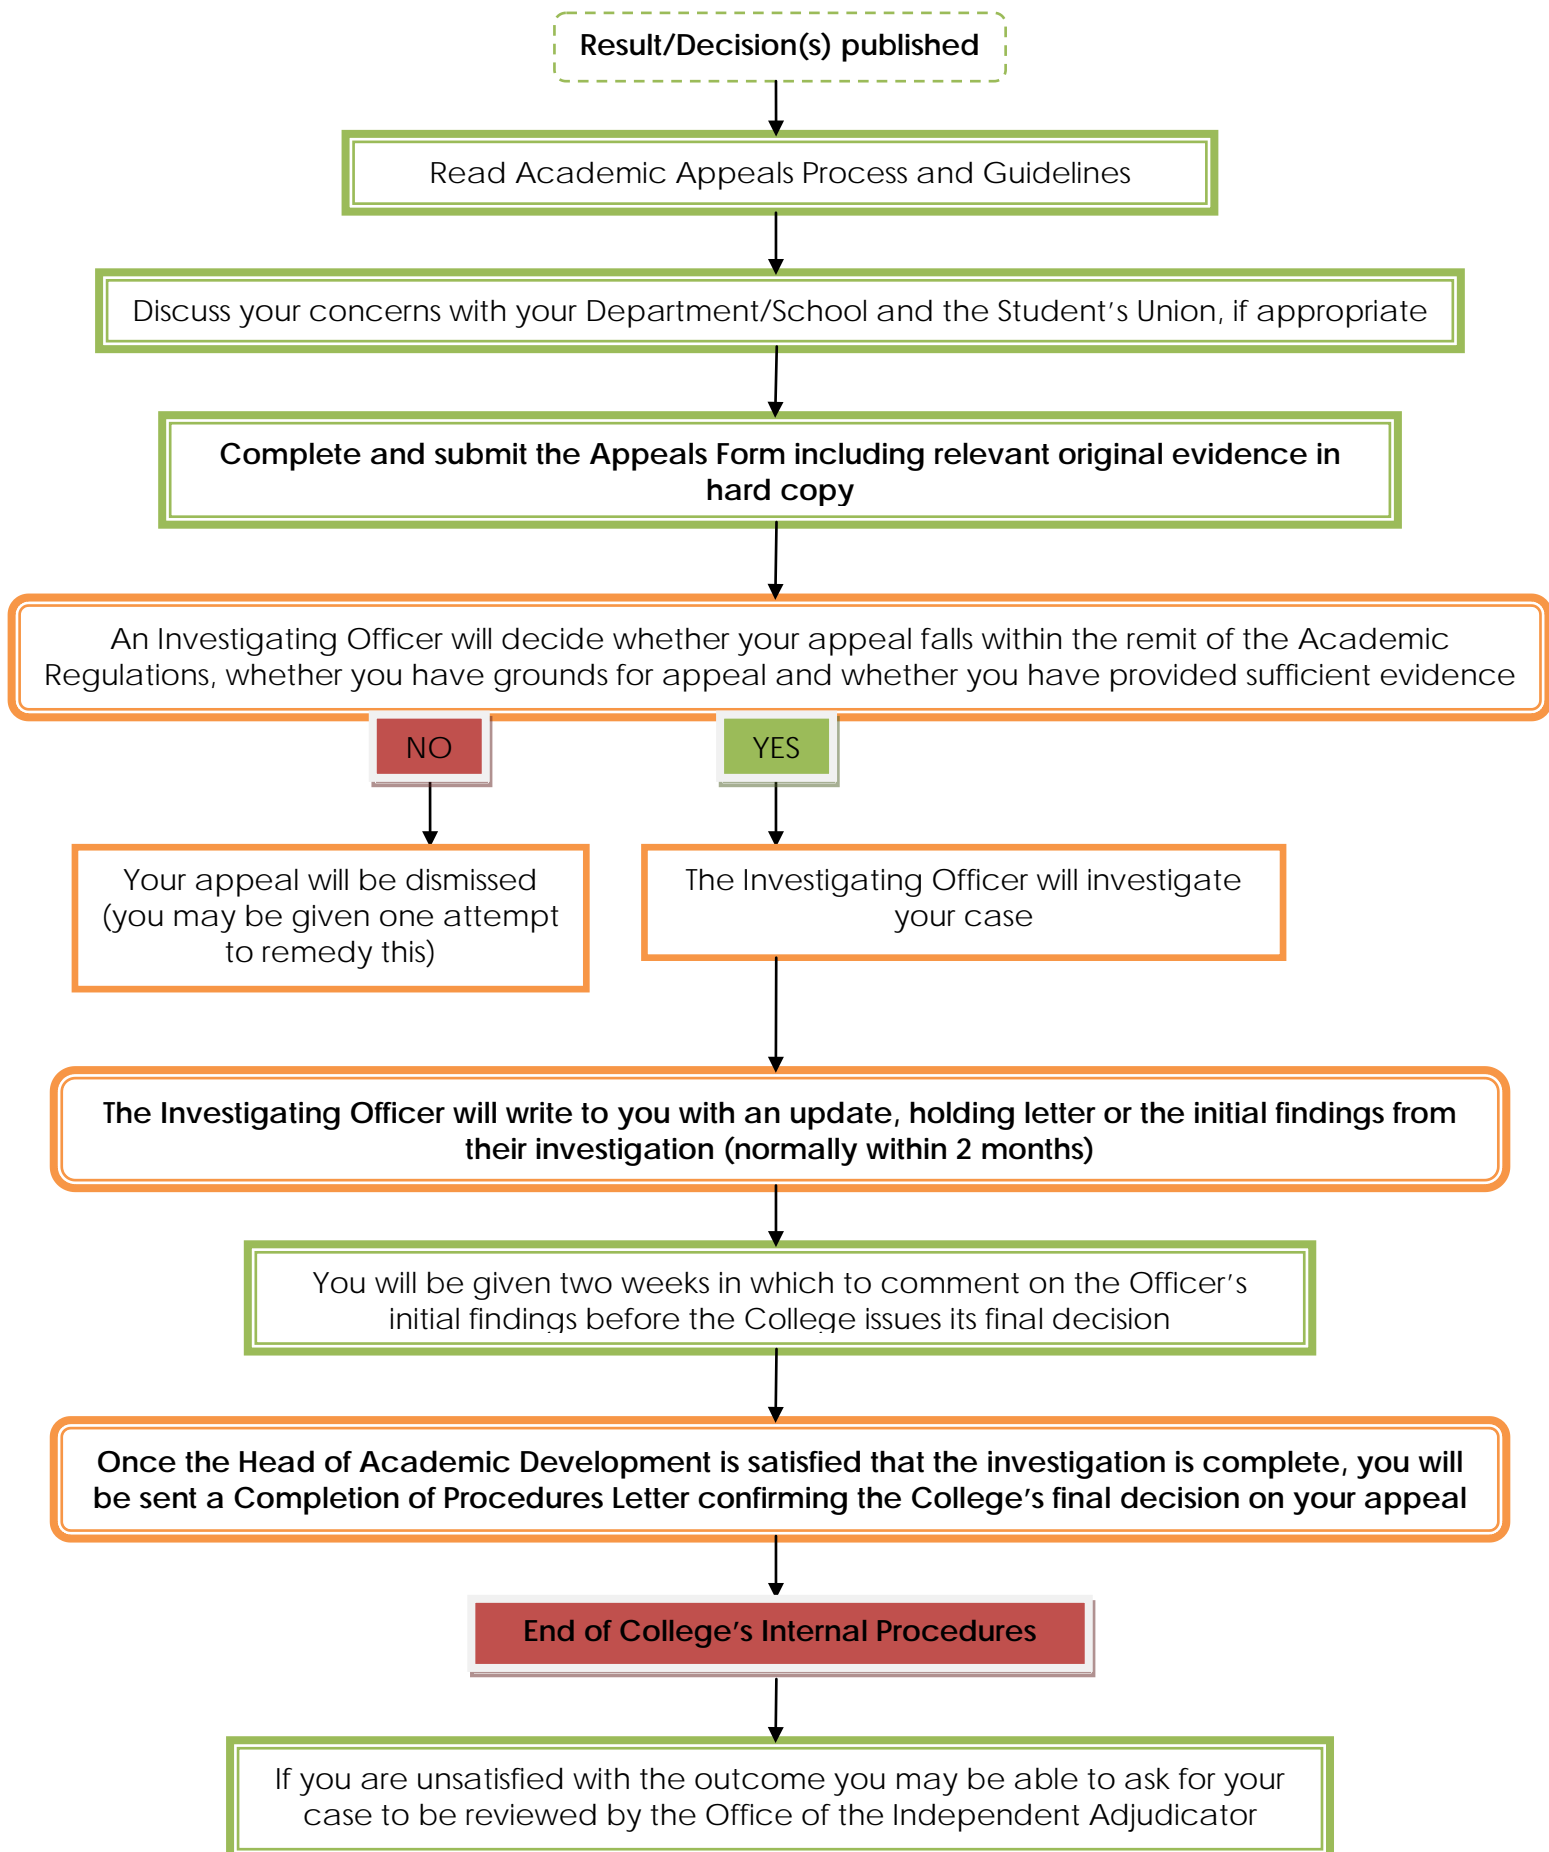 Result/Decision(s) published
Read Academic Appeals Process and Guidelines
Discuss your concerns with your Department/School and the Student’s Union, if appropriate
Complete and submit the Appeals Form including relevant original evidence in
hard copy
An Investigating Officer will decide whether your appeal falls within the remit of the Academic
Regulations, whether you have grounds for appeal and whether you have provided sufficient evidence
NO
YES
Your appeal will be dismissed
(you may be given one attempt
to remedy this)
The Investigating Officer will investigate
your case
The Investigating Officer will write to you with an update, holding letter or the initial findings from
their investigation (normally within 2 months)
You will be given two weeks in which to comment on the Officer’s
initial findings before the College issues its final decision
Once the Head of Academic Development is satisfied that the investigation is complete, you will
be sent a Completion of Procedures Letter confirming the College’s final decision on your appeal
End of College’s Internal Procedures
If you are unsatisfied with the outcome you may be able to ask for your
case to be reviewed by the Office of the Independent Adjudicator